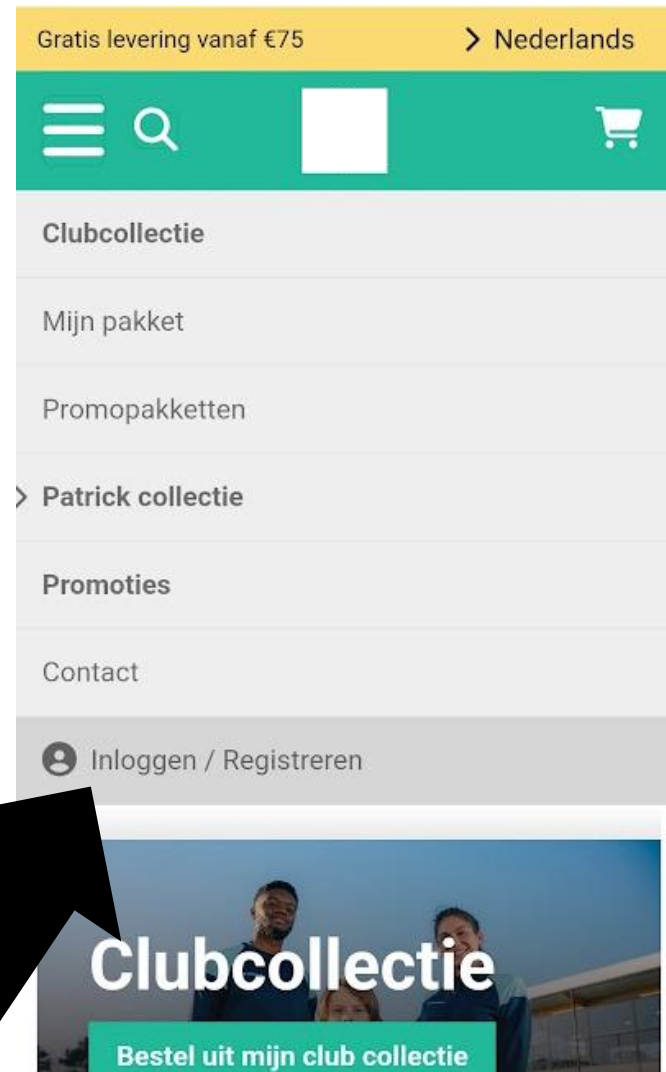 Gratis levering vanaf €75
Nederlands
Clubcollectie
Mijn pakket
Promopakketten
Patrick collectie
Promoties
Contact
Inloggen / Registreren
Clubcollectie
Bestel uit mijn club collectie